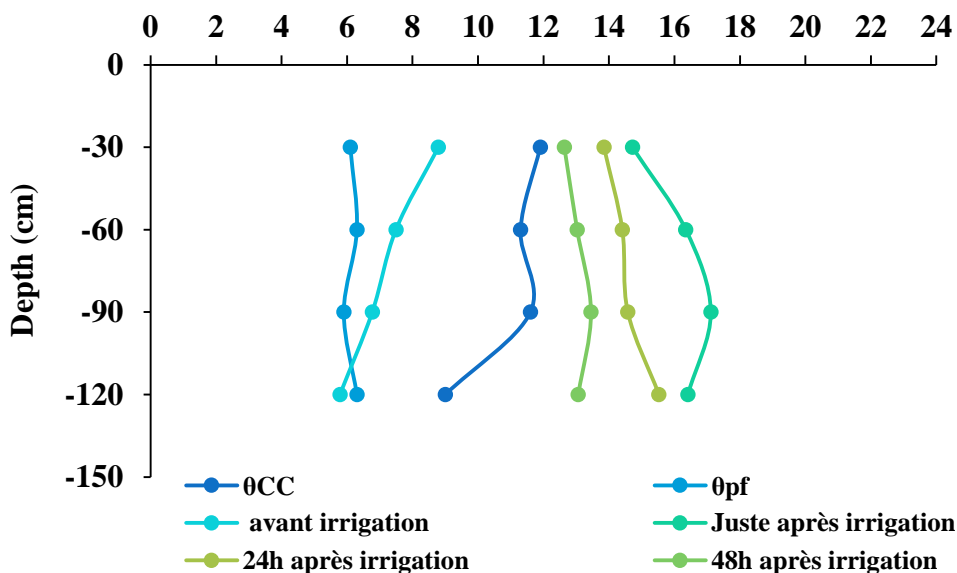 0 2 4 6 8 10 12 14 16 18 20 22 24
0
-30
-60
-90
-120
-150
Depth (cm)
θCC θpf
avant irrigation Juste après irrigation
24h après irrigation 48h après irrigation